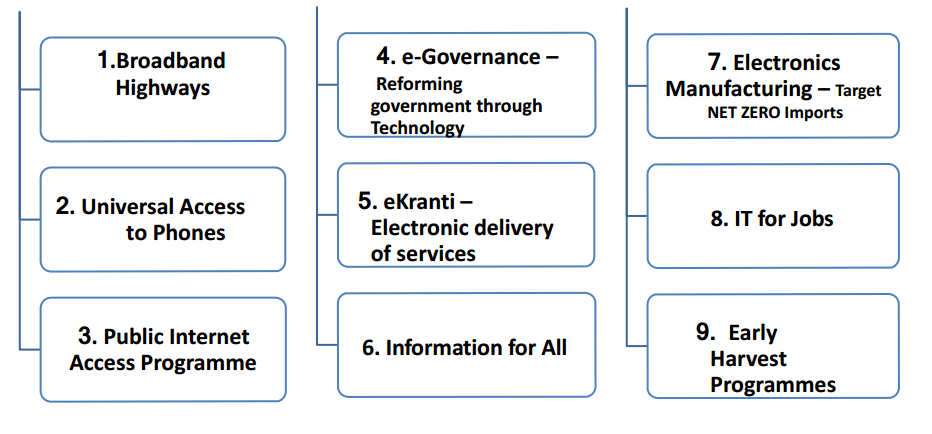 1.Broadband
Highways
2. Universal Access
to Phones
3. Public Internet
Access Programme
4. e-Governance –
Reforming
government through
Technology
5. eKranti –
Electronic delivery
of services
6. Information for All
7. Electronics
Manufacturing – Target
NET ZERO Imports
8. IT for Jobs
9. Early
Harvest
Programmes